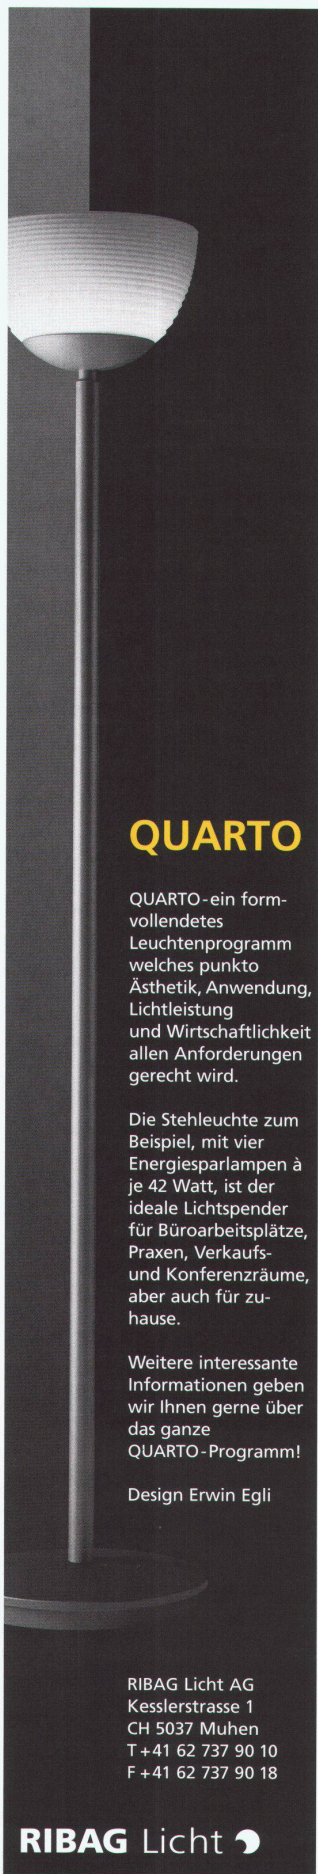 QUARTO
QUARTO-ein form-
vollendetes
Leuchtenprogramm
welches punkto
Ästhetik, Anwendung,
Lichtleistung
und Wirtschaftlichkeit
allen Anforderungen
gerecht wird.
Die Stehleuchte zum
Beispiel, mit vier
Energiesparlampen à
je 42 Watt, ist der
ideale Lichtspender
für Büroarbeitsplätze,
Praxen, Verkaufs-
und Konferenzräume,
aber auch für zu-
hause.
Weitere interessante
Informationen geben
wir Ihnen gerne über
das ganze
QUARTO-Programm!
Design Erwin Egli
RIBAG Licht AG
Kesslerstrasse 1
CH 5037 Muhen
T +41 62 737 90 10
F +41 62 737 90 18
RIBAG Licht